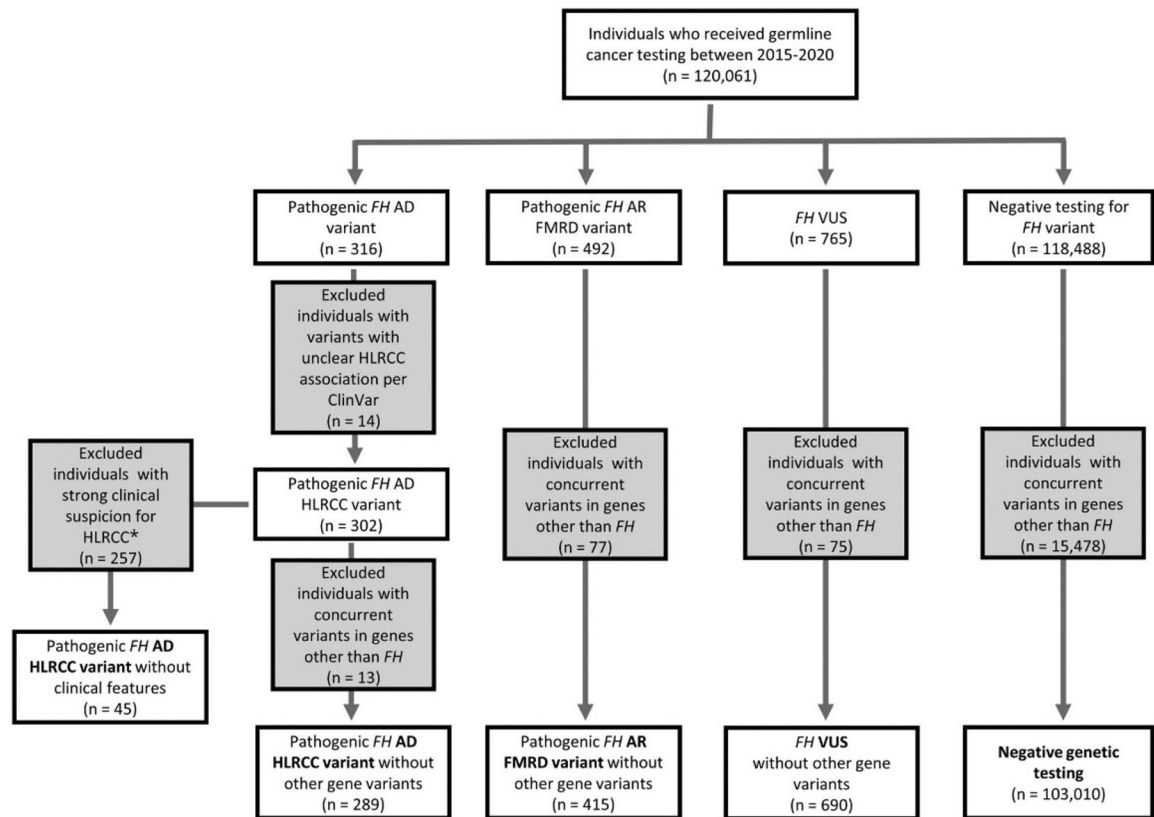 Individuals who received germline
cancer testing between 2015-2020
(n = 120,061)
Pathogenic FH AD
variant
(n = 316)
Pathogenic FH AR
FMRD variant
(n = 492)
FH VUS
(n = 765)
Negative testing for
FH variant
(n = 118,488)
Excluded
individuals with
variants with
unclear HLRCC
association per
ClinVar
(n = 14)
Excluded
individuals with
strong clinical
suspicion for
HLRCC*
(n = 257)
Pathogenic FH AD
HLRCC variant
(n = 302)
Excluded
individuals with
concurrent
variants in genes
other than FH
(n = 77)
Excluded
individuals with
concurrent
variants in genes
other than FH
(n = 75)
Excluded
individuals with
concurrent
variants in genes
other than FH
(n = 15,478)
Excluded
individuals with
concurrent
variants in genes
other than FH
(n = 13)
Pathogenic FH AD
HLRCC variant without
clinical features
(n = 45)
Pathogenic FH AD
HLRCC variant without
other gene variants
(n = 289)
Pathogenic FH AR
FMRD variant without
other gene variants
(n = 415)
FH VUS
without other gene
variants
(n = 690)
Negative genetic
testing
(n = 103,010)